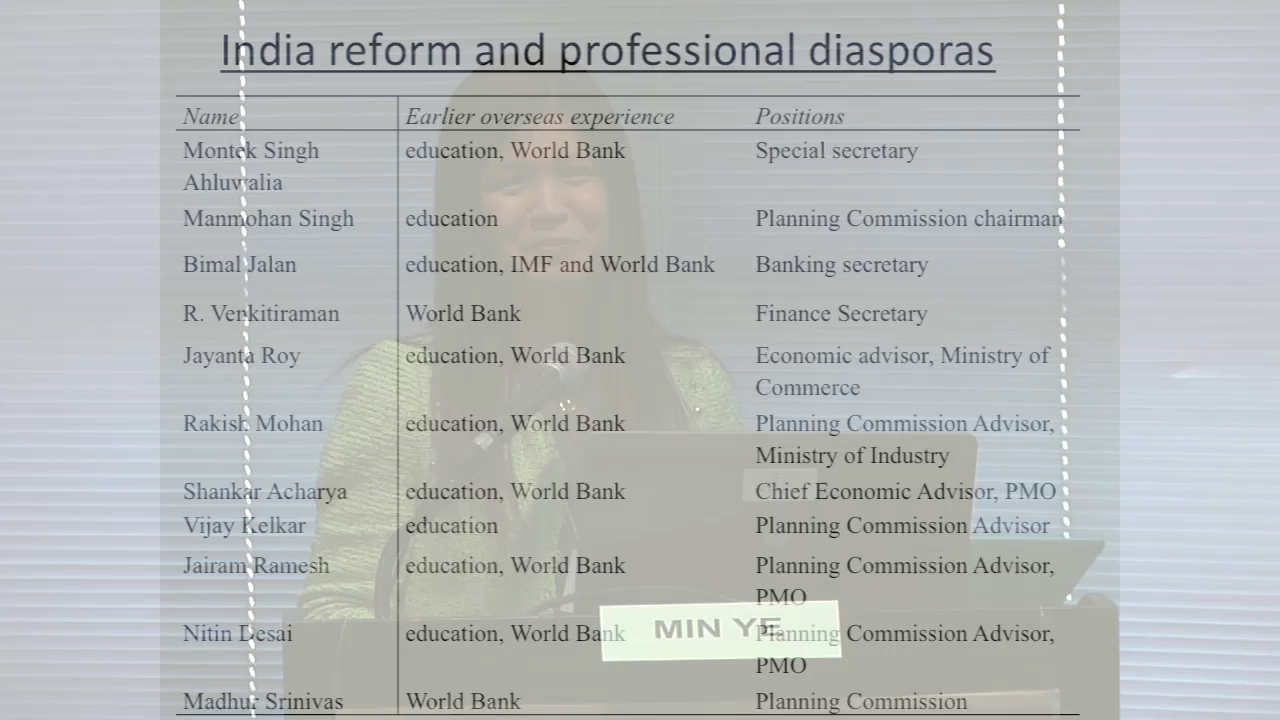 India reform and professional diasporas
Name Earlier overseas experience Positions
Montek Singh education, World Bank Special secretary
Ahluwalia
Manmohan Singh education Planning Commission chairman
Bimal Jalan education, IMF and World Bank Banking secretary
R. Venkitiraman World Bank Finance Secretary
Jayanta Roy education, World Bank Economic advisor, Ministry of
Commerce
Rakish Mohan education, World Bank Planning Commission Advisor,
Ministry of Industry
Shankar Acharya education, World Bank Chief Economic Advisor, PMO
Vijay Kelkar education Planning Commission Advisor
Jairam Ramesh education, World Bank Planning Commission Advisor,
PMO
Nitin Desai education, World Bank Planning Commission Advisor,
PMO
MIN YE
Madhur Srinivas World Bank Planning Commission